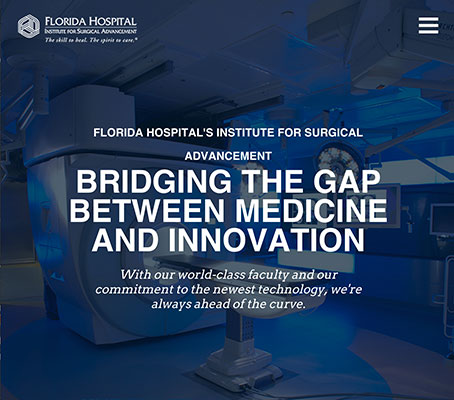 FLORIDA HOSPITAL
INSTITUTE FOR SURGICAL ADVANCEMENT
The skill to heal. The spirit to care.®
FLORIDA HOSPITAL'S INSTITUTE FOR SURGICAL
ADVANCEMENT
BRIDGING THE GAP
BETWEEN MEDICINE
AND INNOVATION
With our world-class faculty and our
commitment to the newest technology, we're
always ahead of the curve.